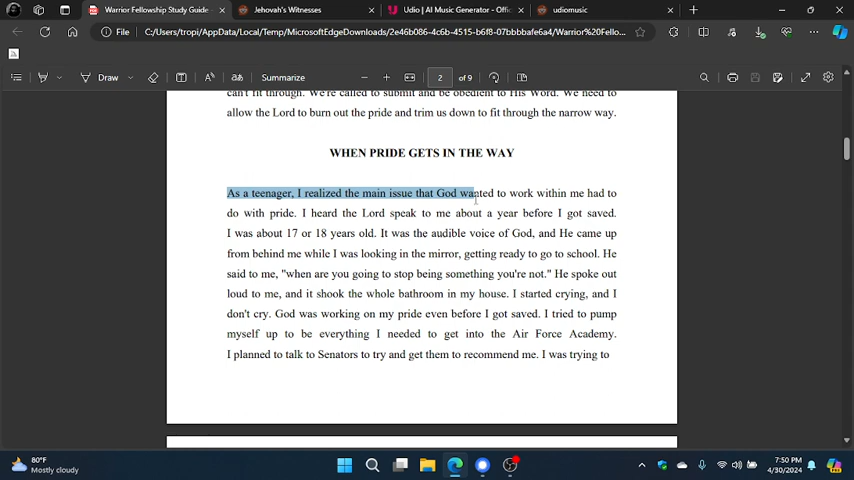 Warrior Fellowship Study Guide -
Jehovah's Witnesses
Udio | AI Music Generator - Offic
udiomusic
File
C:/Users/tropi/AppData/Local/Temp/MicrosoftEdgeDownloads/2e46b086-4c6b-4515-b6f8-07bbbbafe6a4/Warrior%20Fello...
Draw
Summarize
2
of 9
can't fit through. We're called to submit and be obedient to His Word. We need to
allow the Lord to burn out the pride and trim us down to fit through the narrow way.
WHEN PRIDE GETS IN THE WAY
As a teenager, I realized the main issue that God wanted to work within me had to
do with pride. I heard the Lord speak to me about a year before I got saved.
I was about 17 or 18 years old. It was the audible voice of God, and He came up
from behind me while I was looking in the mirror, getting ready to go to school. He
said to me, "when are you going to stop being something you're not." He spoke out
loud to me, and it shook the whole bathroom in my house. I started crying, and I
don't cry. God was working on my pride even before I got saved. I tried to pump
myself up to be everything I needed to get into the Air Force Academy.
I planned to talk to Senators to try and get them to recommend me. I was trying to
80°F
Mostly cloudy
7:50 PM
4/30/2024